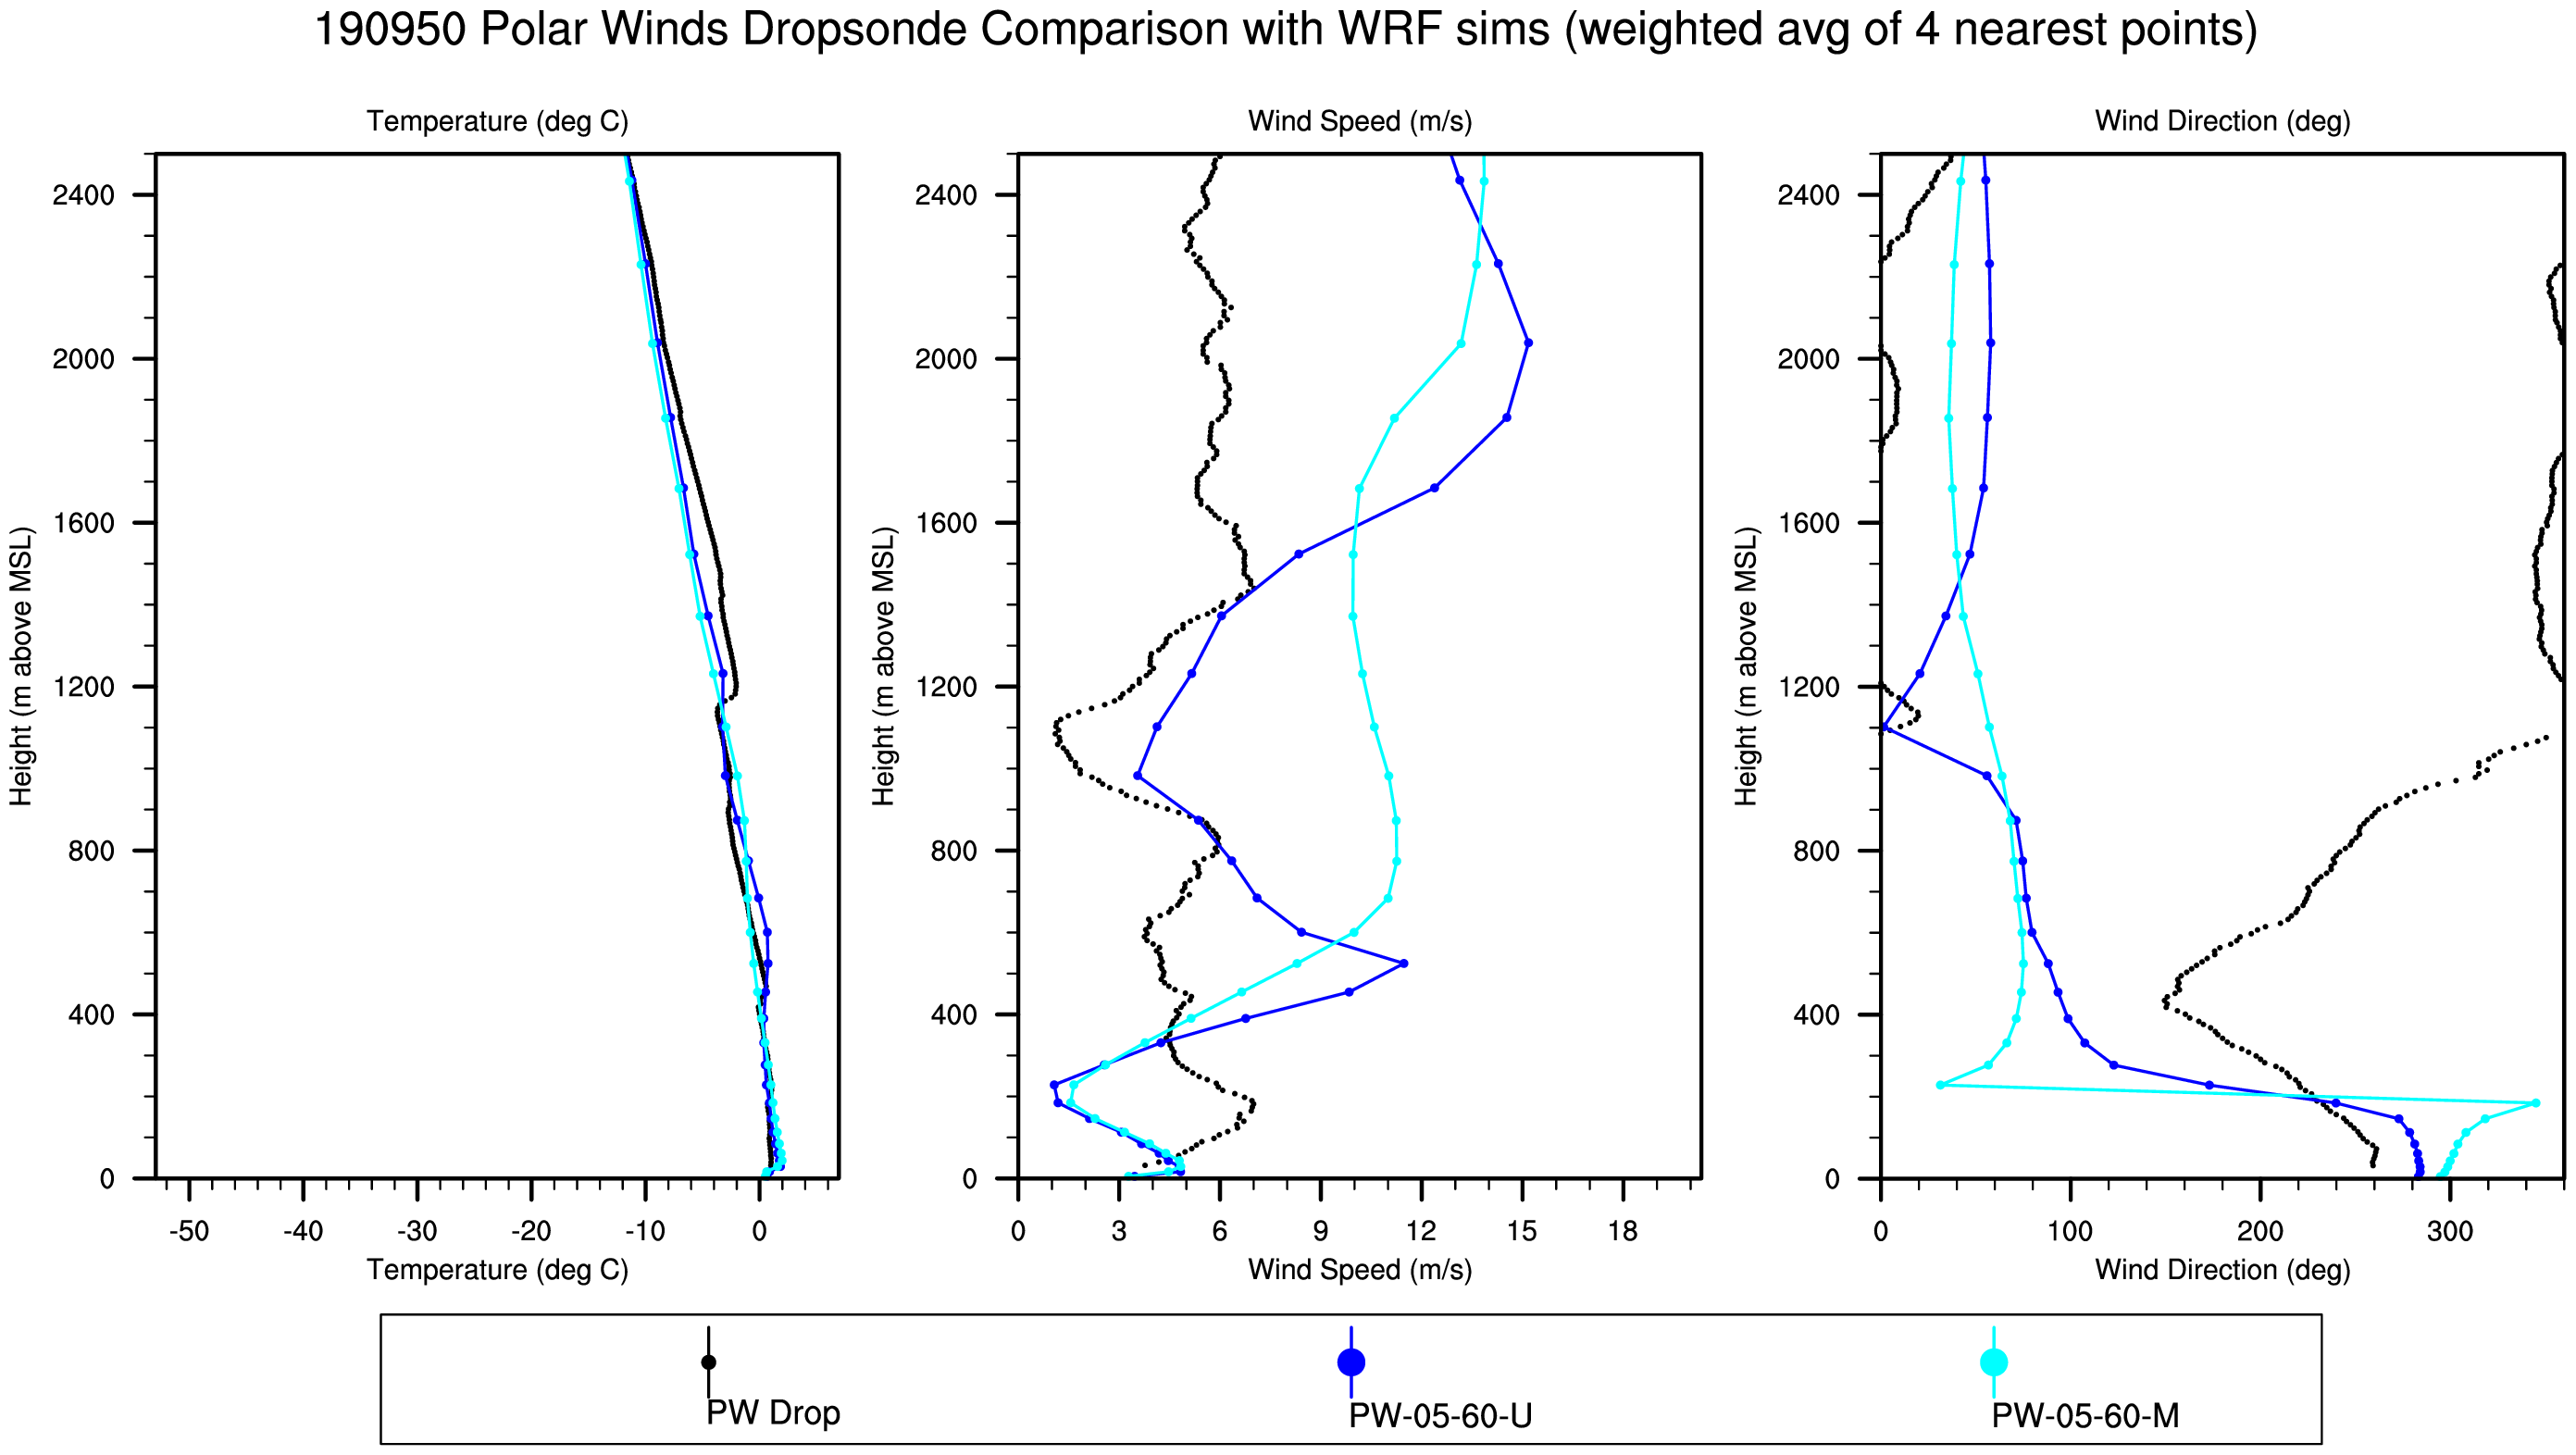 190950 Polar Winds Dropsonde Comparison with WRF sims (weighted avg of 4 nearest points)
Temperature (deg C)
Wind Speed (m/s)
Wind Direction (deg)
Height (m above MSL)
2400
2000
1600
1200
800
400
0
-50 -40 -30 -20 -10 0
Temperature (deg C)
Height (m above MSL)
2400
2000
1600
1200
800
400
0
0 3 6 9 12 15 18
Wind Speed (m/s)
Height (m above MSL)
2400
2000
1600
1200
800
400
0
0 100 200 300
Wind Direction (deg)
PW Drop
PW-05-60-U
PW-05-60-M